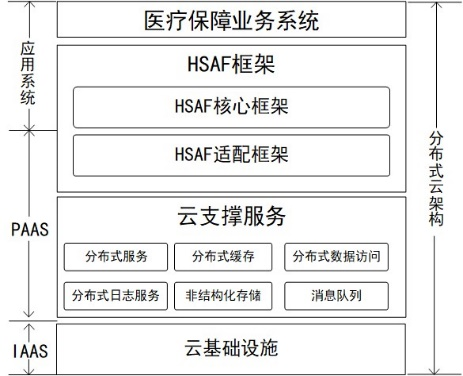 医疗保障业务系统
应用系统
HSAF框架
HSAF核心框架
HSAF适配框架
分布式云架构
PAAS
云支撑服务
分布式服务
分布式缓存
分布式数据访问
分布式日志服务
非结构化存储
消息队列
IAAS
云基础设施